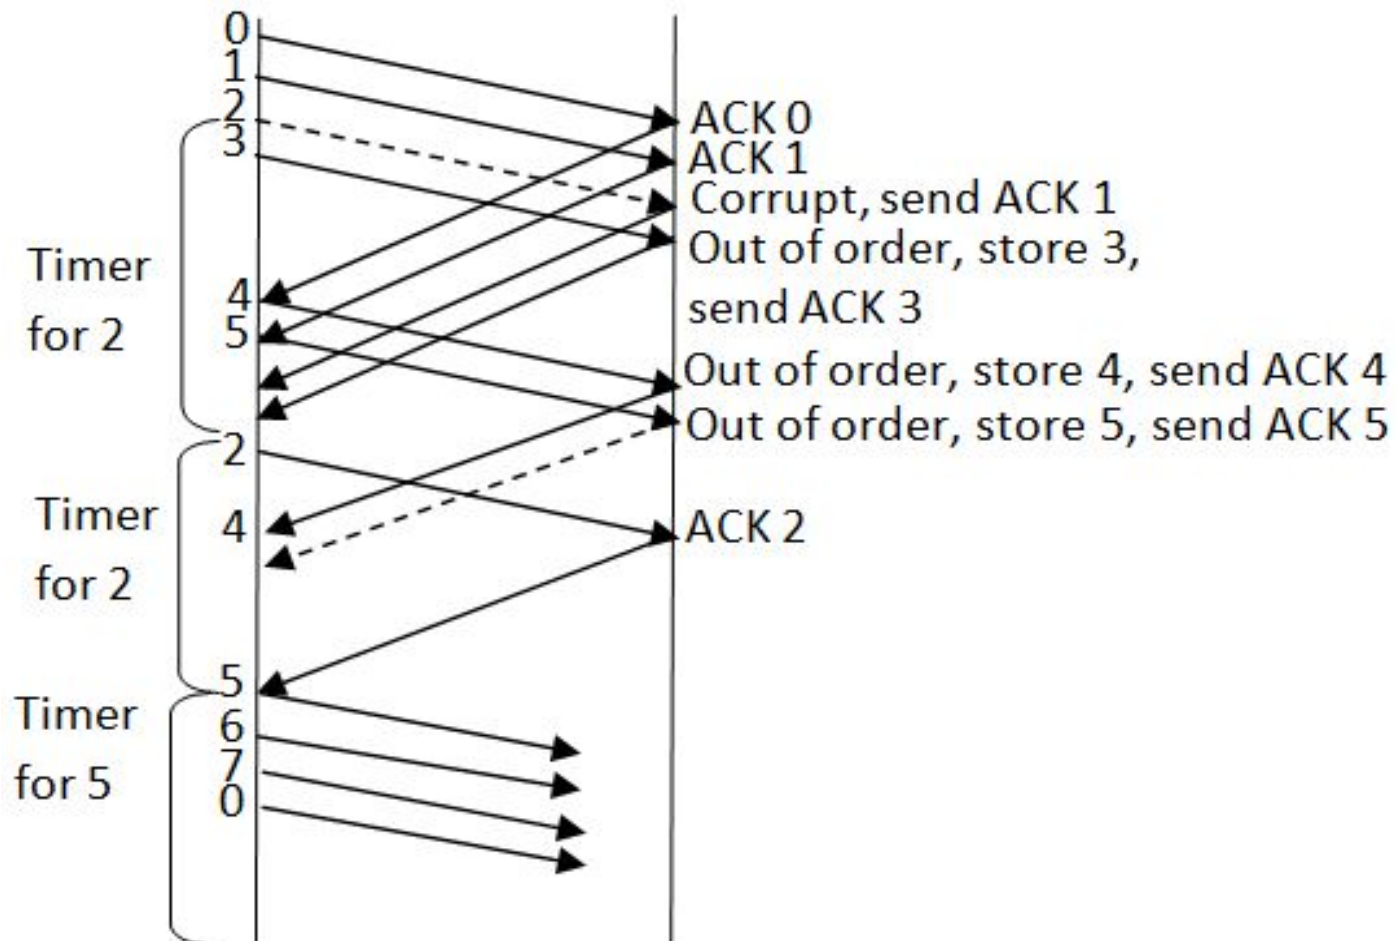 0
1
2
3
ACK 0
ACK 1
Corrupt, send ACK 1
Out of order, store 3,
send ACK 3
Timer
for 2
4
5
Out of order, store 4, send ACK 4
Out of order, store 5, send ACK 5
2
Timer
for 2
4
ACK 2
5
Timer
for 5
6
7
0